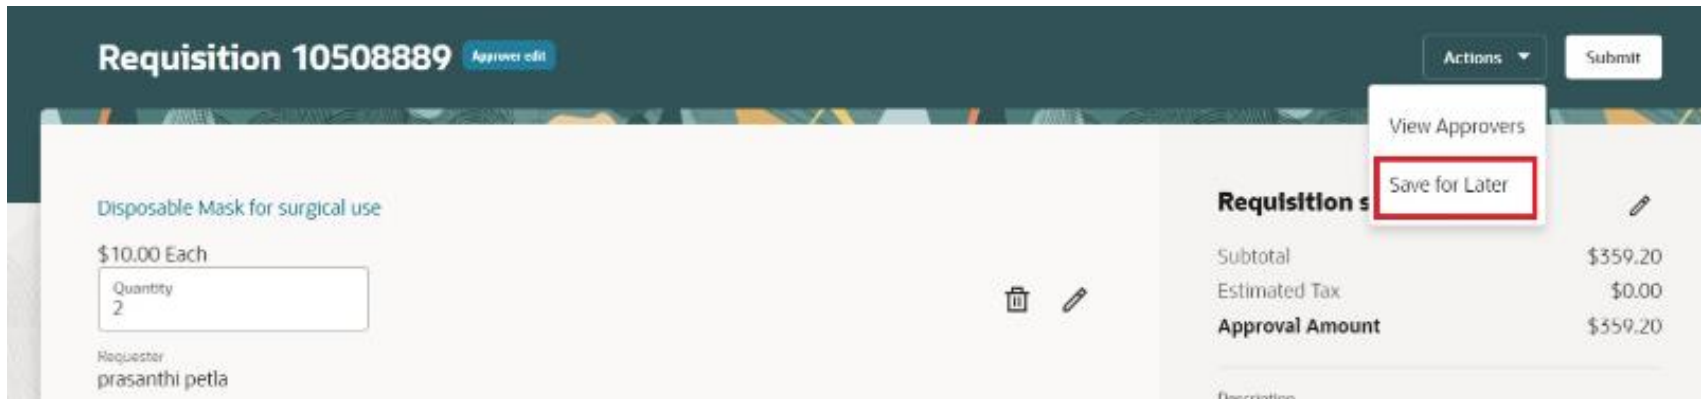 Requisition 10508889 Approver edit
Actions Submit
View Approvers
Save for Later
Disposable Mask for surgical use
$10.00 Each
Quantity
2
Requester
prasanthi petla
Requisition s
Subtotal $359.20
Estimated Tax $0.00
Approval Amount $359.20
Description